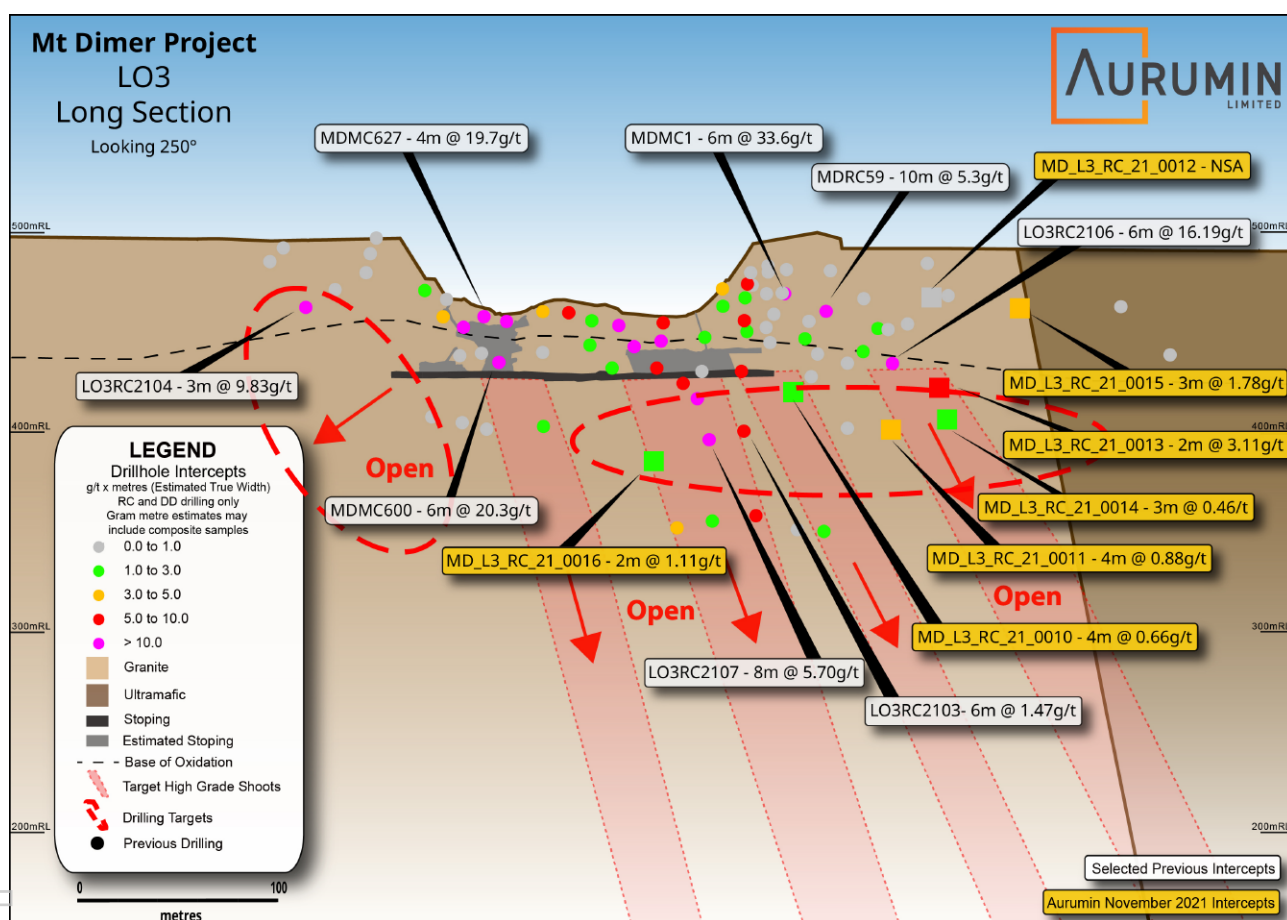 Mt Dimer Project
LO3
Long Section
Looking 250°
AURUMIN
LIMITED
MDMC627 - 4m @ 19.7g/t
MDMC1 - 6m @ 33.6g/t
MDRC59 - 10m @ 5.3g/t
MD_L3_RC_21_0012 - NSA
LO3RC2106 - 6m @ 16.19g/t
500mRL
500mRL
LO3RC2104 - 3m @ 9.83g/t
MD_L3_RC_21_0015 - 3m @ 1.78g/t
400mRL
400mRL
MD_L3_RC_21_0013 - 2m @ 3.11g/t
Open
MDMC600 - 6m @ 20.3g/t
MD_L3_RC_21_0014 - 3m @ 0.46/t
MD_L3_RC_21_0011 - 4m @ 0.88g/t
MD_L3_RC_21_0016 - 2m @ 1.11g/t
Open
Open
300mRL
300mRL
MD_L3_RC_21_0010 - 4m @ 0.66g/t
LO3RC2107 - 8m @ 5.70g/t
LO3RC2103- 6m @ 1.47g/t
LEGEND
Drillhole Intercepts
g/t x metres (Estimated True Width)
RC and DD drilling only
Gram metre estimates may
include composite samples
0.0 to 1.0
1.0 to 3.0
3.0 to 5.0
5.0 to 10.0
> 10.0
Granite
Ultramafic
Stoping
Estimated Stoping
Base of Oxidation
Target High Grade Shoots
Drilling Targets
Previous Drilling
200mRL
200mRL
0 100
metres
Selected Previous Intercepts
Aurumin November 2021 Intercepts